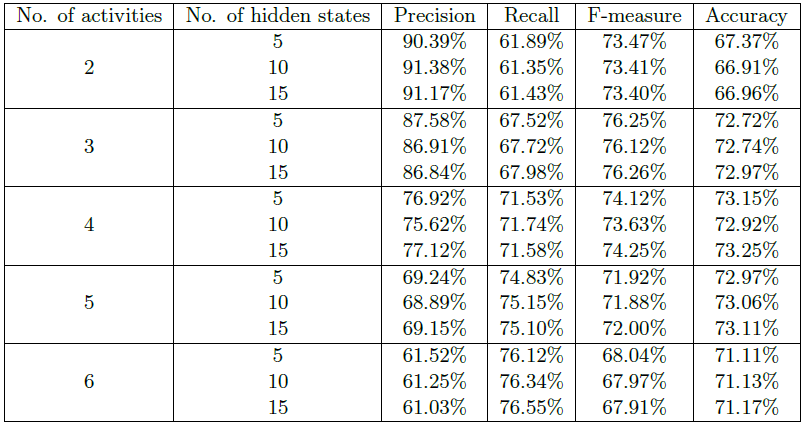 No. of activities No. of hidden states Precision Recall F-measure Accuracy
5 90.39% 61.89% 73.47% 67.37%
2 10 91.38% 61.35% 73.41% 66.91%
15 91.17% 61.43% 73.40% 66.96%
5 87.58% 67.52% 76.25% 72.72%
3 10 86.91% 67.72% 76.12% 72.74%
15 86.84% 67.98% 76.26% 72.97%
5 76.92% 71.53% 74.12% 73.15%
4 10 75.62% 71.74% 73.63% 72.92%
15 77.12% 71.58% 74.25% 73.25%
5 69.24% 74.83% 71.92% 72.97%
5 10 68.89% 75.15% 71.88% 73.06%
15 69.15% 75.10% 72.00% 73.11%
5 61.52% 76.12% 68.04% 71.11%
6 10 61.25% 76.34% 67.97% 71.13%
15 61.03% 76.55% 67.91% 71.17%